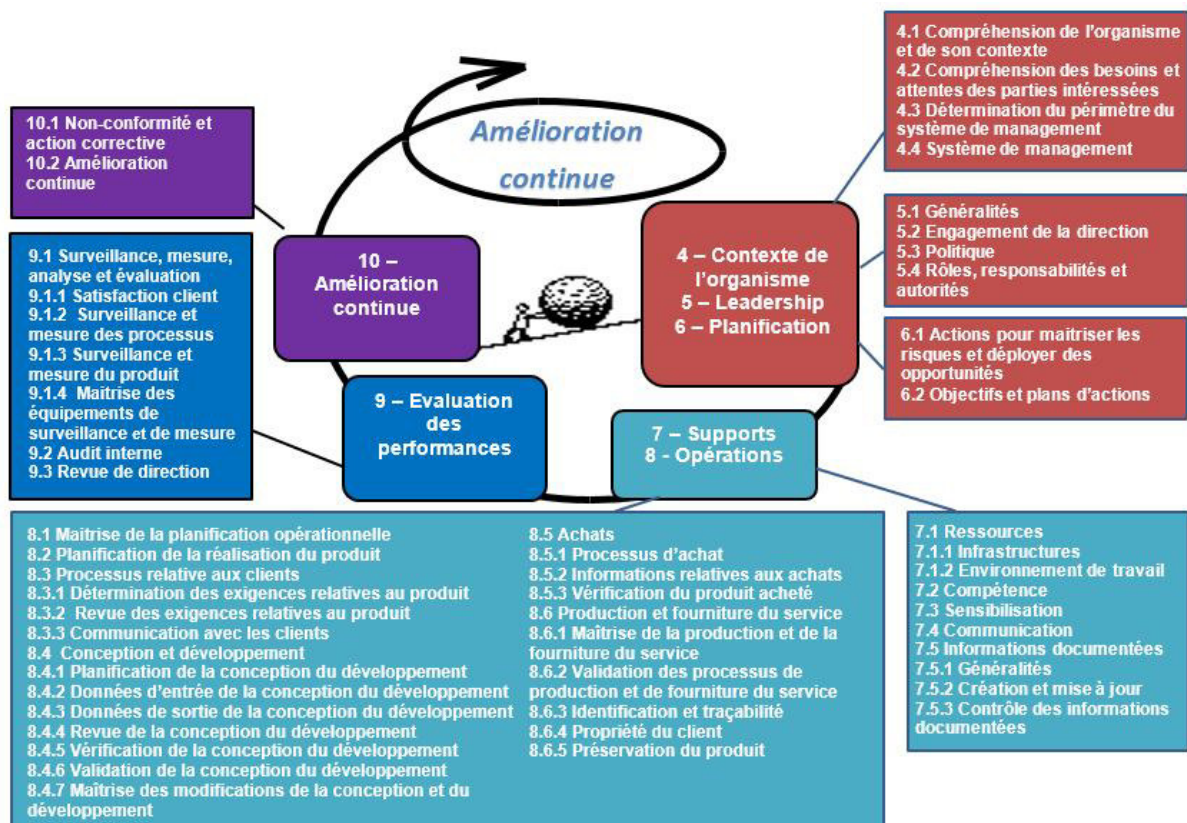 Amélioration
continue
4.1 Compréhension de l'organisme
et de son contexte
4.2 Compréhension des besoins et
attentes des parties intéressées
4.3 Détermination du périmètre du
système de management
4.4 Système de management
10.1 Non-conformité et
action corrective
10.2 Amélioration
continue
5.1 Généralités
5.2 Engagement de la direction
5.3 Politique
5.4 Rôles, responsabilités et
autorités
10 –
Amélioration
continue
4 – Contexte de
l'organisme
5 – Leadership
6 – Planification
9.1 Surveillance, mesure,
analyse et évaluation
9.1.1 Satisfaction client
9.1.2 Surveillance et
mesure des processus
9.1.3 Surveillance et
mesure du produit
9.1.4 Maitrise des
équipements de
surveillance et de mesure
9.2 Audit interne
9.3 Revue de direction
6.1 Actions pour maitriser les
risques et déployer des
opportunités
6.2 Objectifs et plans d'actions
9 – Evaluation
des
performances
7 – Supports
8 - Opérations
8.1 Maitrise de la planification opérationnelle
8.2 Planification de la réalisation du produit
8.3 Processus relative aux clients
8.3.1 Détermination des exigences relatives au produit
8.3.2 Revue des exigences relatives au produit
8.3.3 Communication avec les clients
8.4 Conception et développement
8.4.1 Planification de la conception du développement
8.4.2 Données d'entrée de la conception du développement
8.4.3 Données de sortie de la conception du développement
8.4.4 Revue de la conception du développement
8.4.5 Vérification de la conception du développement
8.4.6 Validation de la conception du développement
8.4.7 Maîtrise des modifications de la conception et du
développement
8.5 Achats
8.5.1 Processus d'achat
8.5.2 Informations relatives aux achats
8.5.3 Vérification du produit acheté
8.6 Production et fourniture du service
8.6.1 Maîtrise de la production et de la
fourniture du service
8.6.2 Validation des processus de
production et de fourniture du service
8.6.3 Identification et traçabilité
8.6.4 Propriété du client
8.6.5 Préservation du produit
7.1 Ressources
7.1.1 Infrastructures
7.1.2 Environnement de travail
7.2 Compétence
7.3 Sensibilisation
7.4 Communication
7.5 Informations documentées
7.5.1 Généralités
7.5.2 Création et mise à jour
7.5.3 Contrôle des informations
documentées